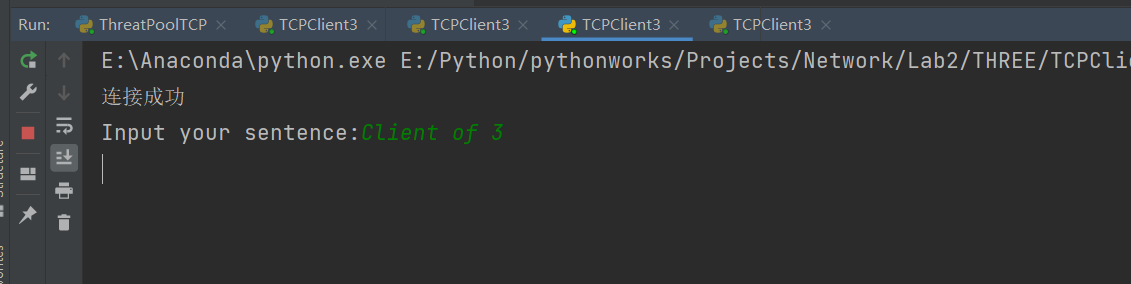 Run: ThreatPoolTCP TCPClient3 TCPClient3 TCPClient3 TCPClient3
E:\Anaconda\python.exe E:/Python/pythonworks/Projects/Network/Lab2/THREE/TCPCli
连接成功
Input your sentence:Client of 3